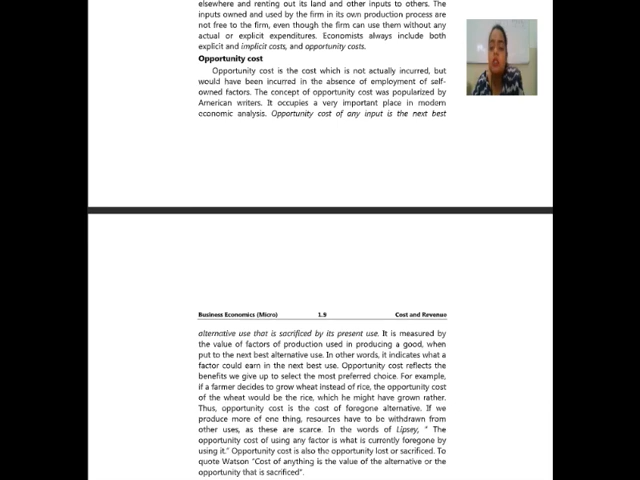 elsewhere and renting out its land and other inputs to others. The
inputs owned and used by the firm in its own production process are
not free to the firm, even though the firm can use them without any
actual or explicit expenditures. Economists always include both
explicit and implicit costs, and opportunity costs.
Opportunity cost
Opportunity cost is the cost which is not actually incurred, but
would have been incurred in the absence of employment of self-
owned factors. The concept of opportunity cost was popularized by
American writers. It occupies a very important place in modern
economic analysis. Opportunity cost of any input is the next best
Business Economics (Micro) 1.9 Cost and Revenue
alternative use that is sacrificed by its present use. It is measured by
the value of factors of production used in producing a good, when
put to the next best alternative use. In other words, it indicates what a
factor could earn in the next best use. Opportunity cost reflects the
benefits we give up to select the most preferred choice. For example,
if a farmer decides to grow wheat instead of rice, the opportunity cost
of the wheat would be the rice, which he might have grown rather.
Thus, opportunity cost is the cost of foregone alternative. If we
produce more of one thing, resources have to be withdrawn from
other uses, as these are scarce. In the words of Lipsey, " The
opportunity cost of using any factor is what is currently foregone by
using it." Opportunity cost is also the opportunity lost or sacrificed. To
quote Watson "Cost of anything is the value of the alternative or the
opportunity that is sacrificed".